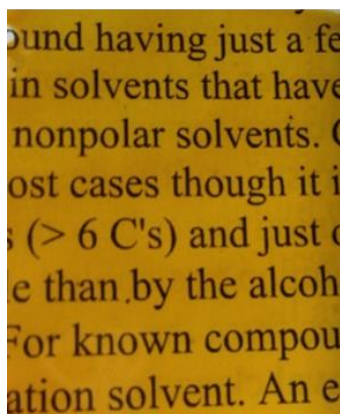 ound having just a fe
in solvents that have
nonpolar solvents.
ost cases though it i
s (> 6 C's) and just
e than by the alcoh
For known compou
ation solvent. An e